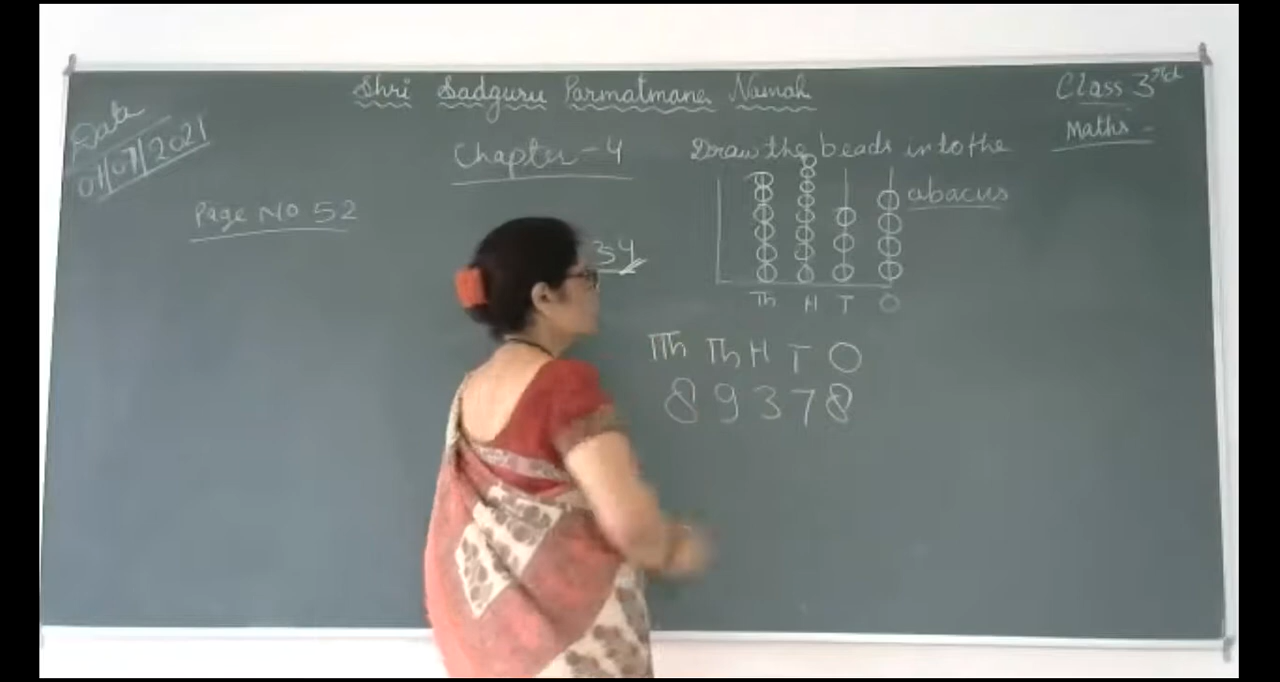 Shri Sadguru Parmatmane Namah
Class 3rd
Maths -
Date
01/07/2021
Chapter - 4
Draw the beads into the
abacus
Page No 52
34
Th H T O
TTh Th H T O
8 9 3 7 8